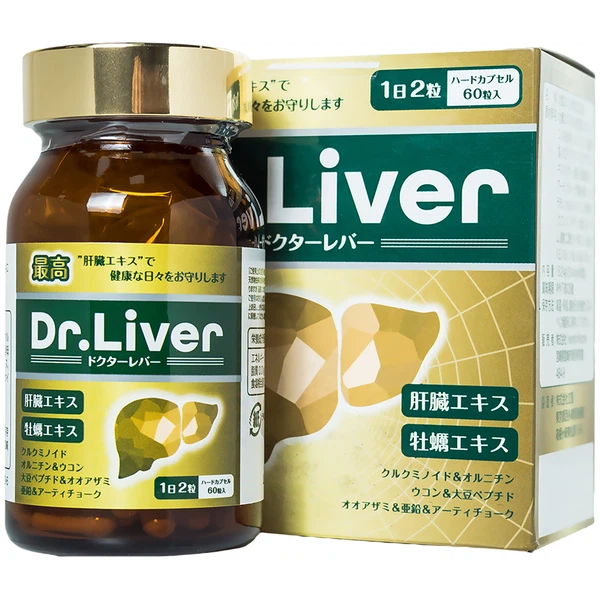 最高
"肝臓エキス"で
健康な日々をお守りします
Dr.Liver
ドクターレバー
肝臓エキス
牡蠣エキス
クルクミノイド
オルニチン&ウコン
大豆ペプチド&オオアザミ
亜鉛&アーティチョーク
1日2粒
ハードカプセル
60粒入
キス"で
々をお守りします
1日2粒
ハードカプセル
60粒入
.Liver
ドクターレバー
肝臓エキス
牡蠣エキス
クルクミノイド&オルニチン
ウコン&大豆ペプチド
オオアザミ&亜鉛&アーティチョーク